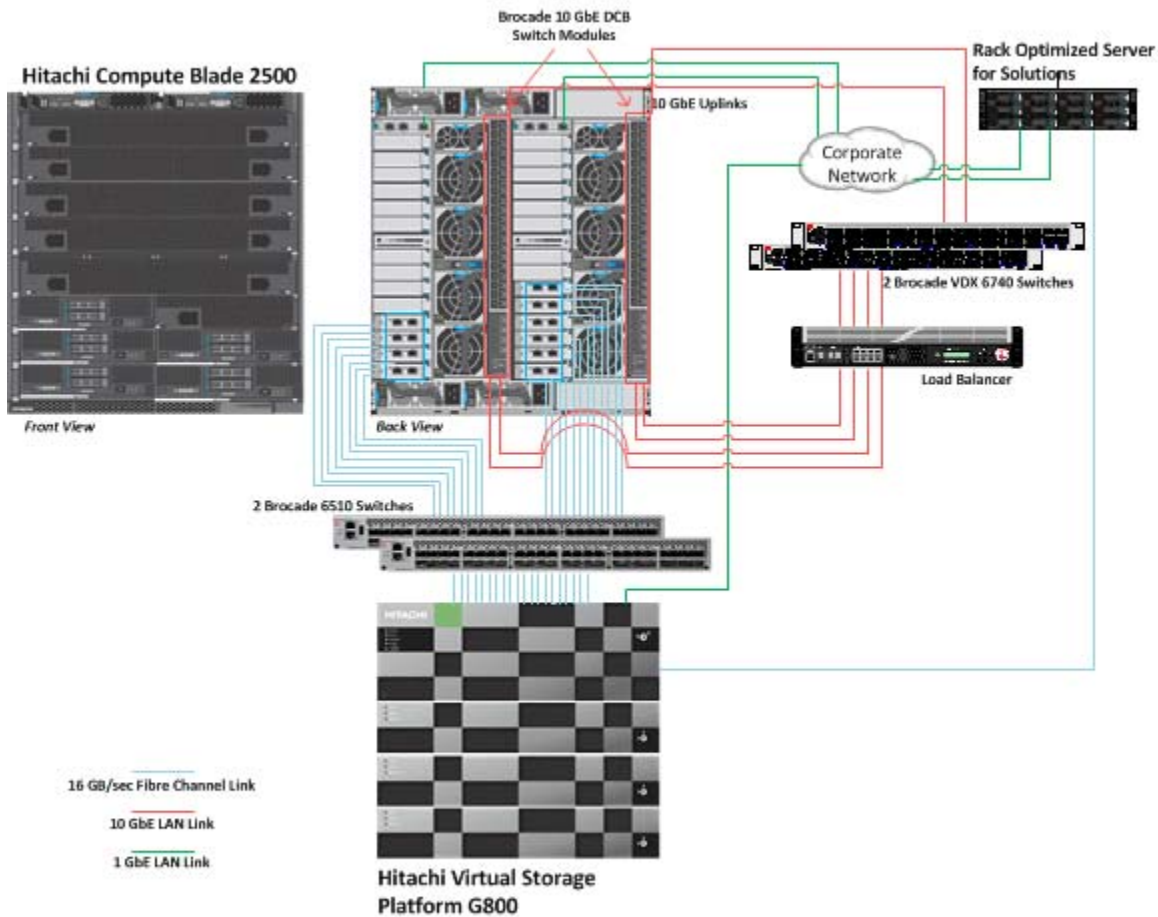 Brocade 10 GbE DCB
Switch Modules
Hitachi Compute Blade 2500
Rack Optimized Server
for Solutions
10 GbE Uplinks
Corporate
Network
2 Brocade VDX 6740 Switches
Load Balancer
Front View
Back View
2 Brocade 6510 Switches
HITACHI
16 GB/sec Fibre Channel Link
10 GbE LAN Link
1 GbE LAN Link
Hitachi Virtual Storage
Platform G800